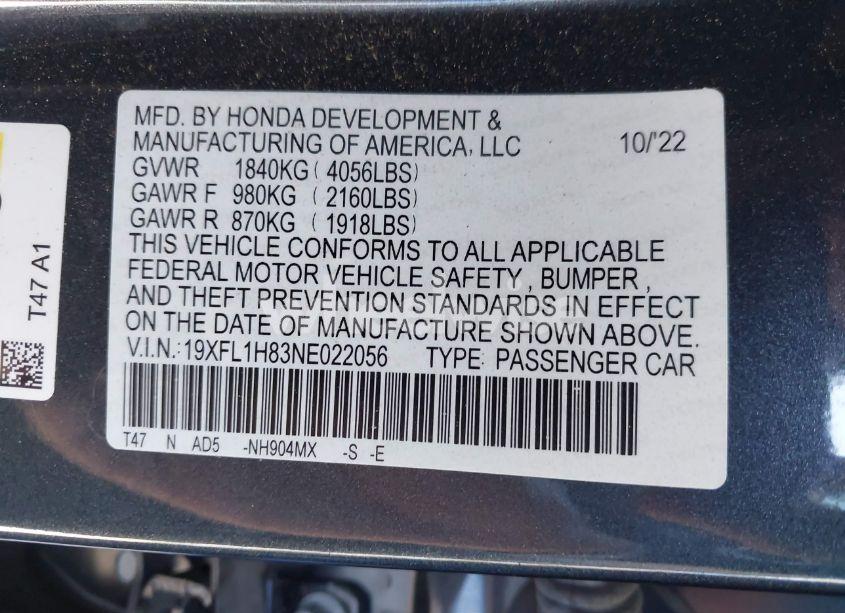 MFD. BY HONDA DEVELOPMENT &
MANUFACTURING OF AMERICA, LLC 10/'22
GVWR 1840KG ( 4056LBS)
GAWR F 980KG ( 2160LBS)
GAWR R 870KG ( 1918LBS)
THIS VEHICLE CONFORMS TO ALL APPLICABLE
FEDERAL MOTOR VEHICLE SAFETY , BUMPER ,
AND THEFT PREVENTION STANDARDS IN EFFECT
ON THE DATE OF MANUFACTURE SHOWN ABOVE.
V.I.N.:19XFL1H83NE022056 TYPE: PASSENGER CAR
T47 N AD5 -NH904MX -S -E
T47 A1